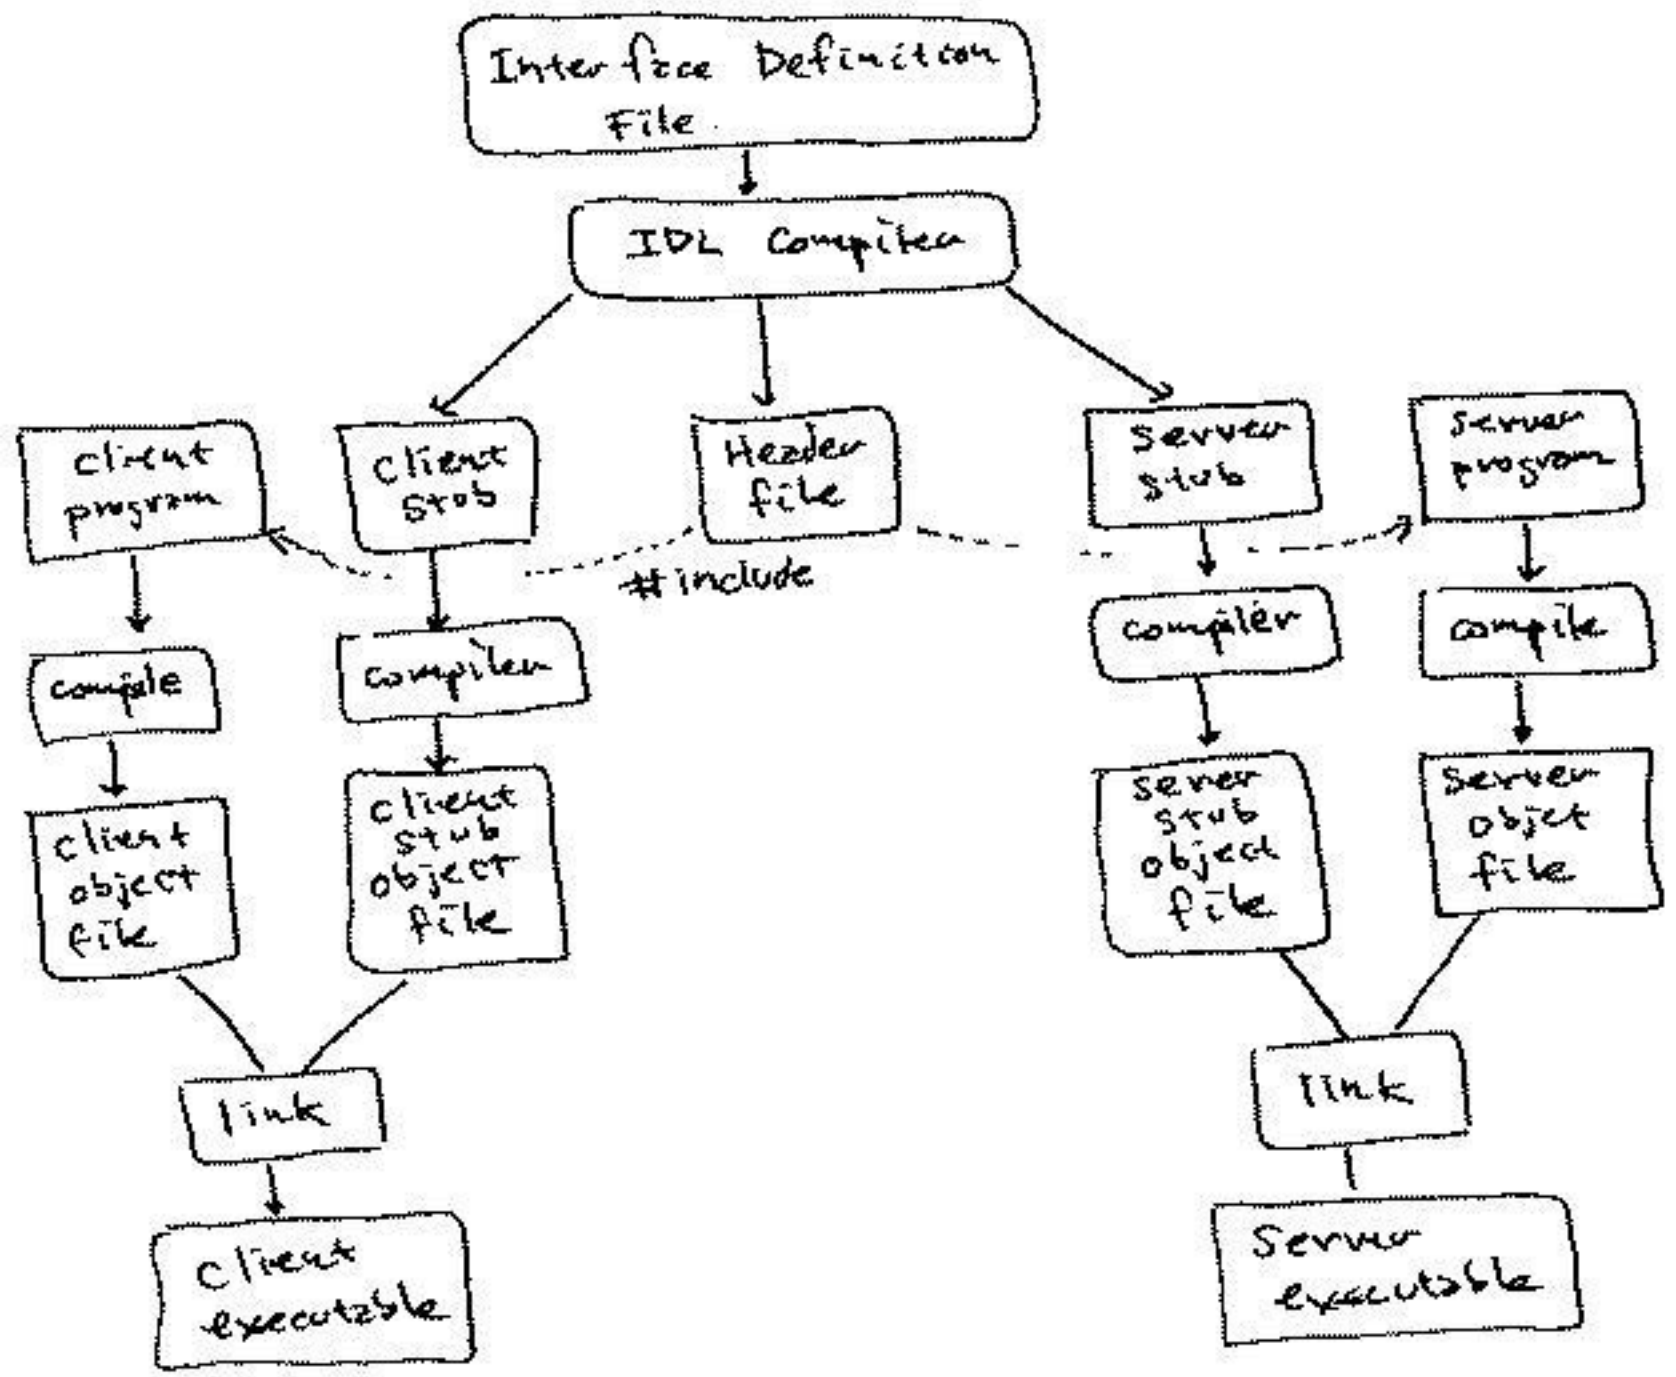 Interface Definition
File
IDL Compiler
client
program
client
stub
Header
file
server
stub
server
program
#include
compile
compiler
compiler
compile
client
object
file
client
stub
object
file
server
stub
object
file
server
objet
file
link
link
client
executable
Server
executable